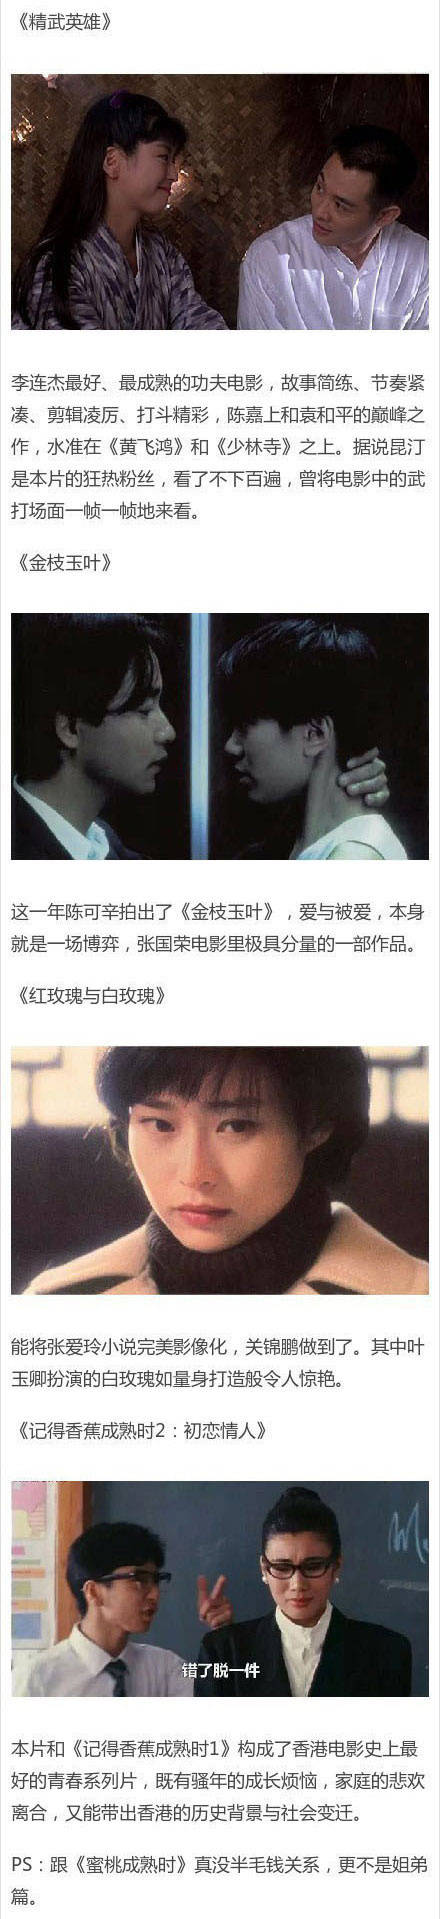 《精武英雄》
李连杰最好、最成熟的功夫电影，故事简练、节奏紧
凑、剪辑凌厉、打斗精彩，陈嘉上和袁和平的巅峰之
作，水准在《黄飞鸿》和《少林寺》之上。据说昆汀
是本片的狂热粉丝，看了不下百遍，曾将电影中的武
打场面一帧一帧地来看。
《金枝玉叶》
这一年陈可辛拍出了《金枝玉叶》，爱与被爱，本身
就是一场博弈，张国荣电影里极具分量的一部作品。
《红玫瑰与白玫瑰》
能将张爱玲小说完美影像化，关锦鹏做到了。其中叶
玉卿扮演的白玫瑰如量身打造般令人惊艳。
《记得香蕉成熟时2：初恋情人》
错了脱一件
本片和《记得香蕉成熟时1》构成了香港电影史上最
好的青春系列片，既有骚年的成长烦恼，家庭的悲欢
离合，又能带出香港的历史背景与社会变迁。
PS：跟《蜜桃成熟时》真没半毛钱关系，更不是姐弟
篇。